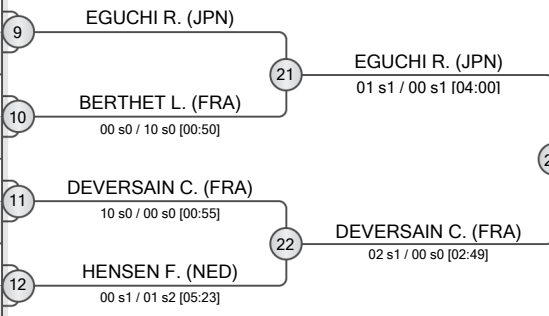 EGUCHI R. (JPN)
9
21
EGUCHI R. (JPN)
01 s1 / 00 s1 [04:00]
BERTHET L. (FRA)
10
00 s0 / 10 s0 [00:50]
DEVERSAIN C. (FRA)
11
10 s0 / 00 s0 [00:55]
22
DEVERSAIN C. (FRA)
02 s1 / 00 s0 [02:49]
HENSEN F. (NED)
12
00 s1 / 01 s2 [05:23]